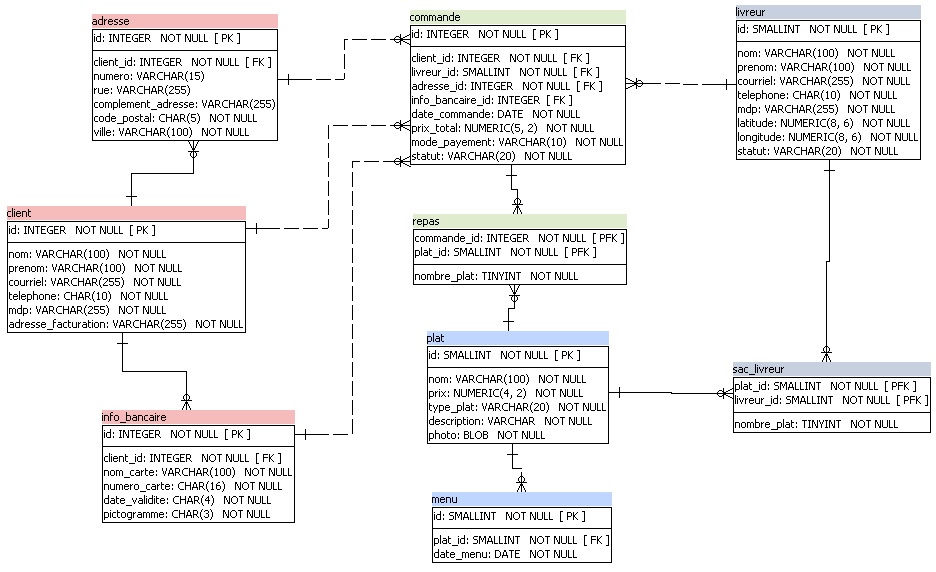 adresse
id: INTEGER NOT NULL [ PK ]
client_id: INTEGER NOT NULL [ FK ]
numero: VARCHAR(15)
rue: VARCHAR(255)
complement_adresse: VARCHAR(255)
code_postal: CHAR(5) NOT NULL
ville: VARCHAR(100) NOT NULL
commande
id: INTEGER NOT NULL [ PK ]
client_id: INTEGER NOT NULL [ FK ]
livreur_id: SMALLINT NOT NULL [ FK ]
adresse_id: INTEGER NOT NULL [ FK ]
info_bancaire_id: INTEGER [ FK ]
date_commande: DATE NOT NULL
prix_total: NUMERIC(5, 2) NOT NULL
mode_payement: VARCHAR(10) NOT NULL
statut: VARCHAR(20) NOT NULL
livreur
id: SMALLINT NOT NULL [ PK ]
nom: VARCHAR(100) NOT NULL
prenom: VARCHAR(100) NOT NULL
courriel: VARCHAR(255) NOT NULL
telephone: CHAR(10) NOT NULL
mdp: VARCHAR(255) NOT NULL
latitude: NUMERIC(8, 6) NOT NULL
longitude: NUMERIC(8, 6) NOT NULL
statut: VARCHAR(20) NOT NULL
client
id: INTEGER NOT NULL [ PK ]
nom: VARCHAR(100) NOT NULL
prenom: VARCHAR(100) NOT NULL
courriel: VARCHAR(255) NOT NULL
telephone: CHAR(10) NOT NULL
mdp: VARCHAR(255) NOT NULL
adresse_facturation: VARCHAR(255) NOT NULL
repas
commande_id: INTEGER NOT NULL [ PFK ]
plat_id: SMALLINT NOT NULL [ PFK ]
nombre_plat: TINYINT NOT NULL
plat
id: SMALLINT NOT NULL [ PK ]
nom: VARCHAR(100) NOT NULL
prix: NUMERIC(4, 2) NOT NULL
type_plat: VARCHAR(20) NOT NULL
description: VARCHAR NOT NULL
photo: BLOB NOT NULL
sac_livreur
plat_id: SMALLINT NOT NULL [ PFK ]
livreur_id: SMALLINT NOT NULL [ PFK ]
nombre_plat: TINYINT NOT NULL
info_bancaire
id: INTEGER NOT NULL [ PK ]
client_id: INTEGER NOT NULL [ FK ]
nom_carte: VARCHAR(100) NOT NULL
numero_carte: CHAR(16) NOT NULL
date_validite: CHAR(4) NOT NULL
pictogramme: CHAR(3) NOT NULL
menu
id: SMALLINT NOT NULL [ PK ]
plat_id: SMALLINT NOT NULL [ FK ]
date_menu: DATE NOT NULL